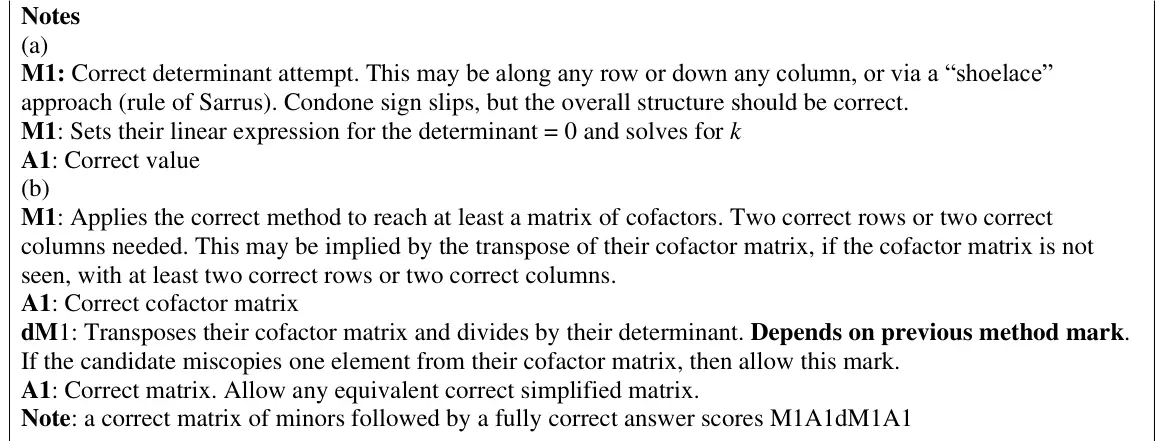 Notes
(a)
M1: Correct determinant attempt. This may be along any row or down any column, or via a “shoelace”
approach (rule of Sarrus). Condone sign slips, but the overall structure should be correct.
M1: Sets their linear expression for the determinant = 0 and solves for k
A1: Correct value
(b)
M1: Applies the correct method to reach at least a matrix of cofactors. Two correct rows or two correct
columns needed. This may be implied by the transpose of their cofactor matrix, if the cofactor matrix is not
seen, with at least two correct rows or two correct columns.
A1: Correct cofactor matrix
dM1: Transposes their cofactor matrix and divides by their determinant. Depends on previous method mark.
If the candidate miscopies one element from their cofactor matrix, then allow this mark.
A1: Correct matrix. Allow any equivalent correct simplified matrix.
Note: a correct matrix of minors followed by a fully correct answer scores M1A1dM1A1